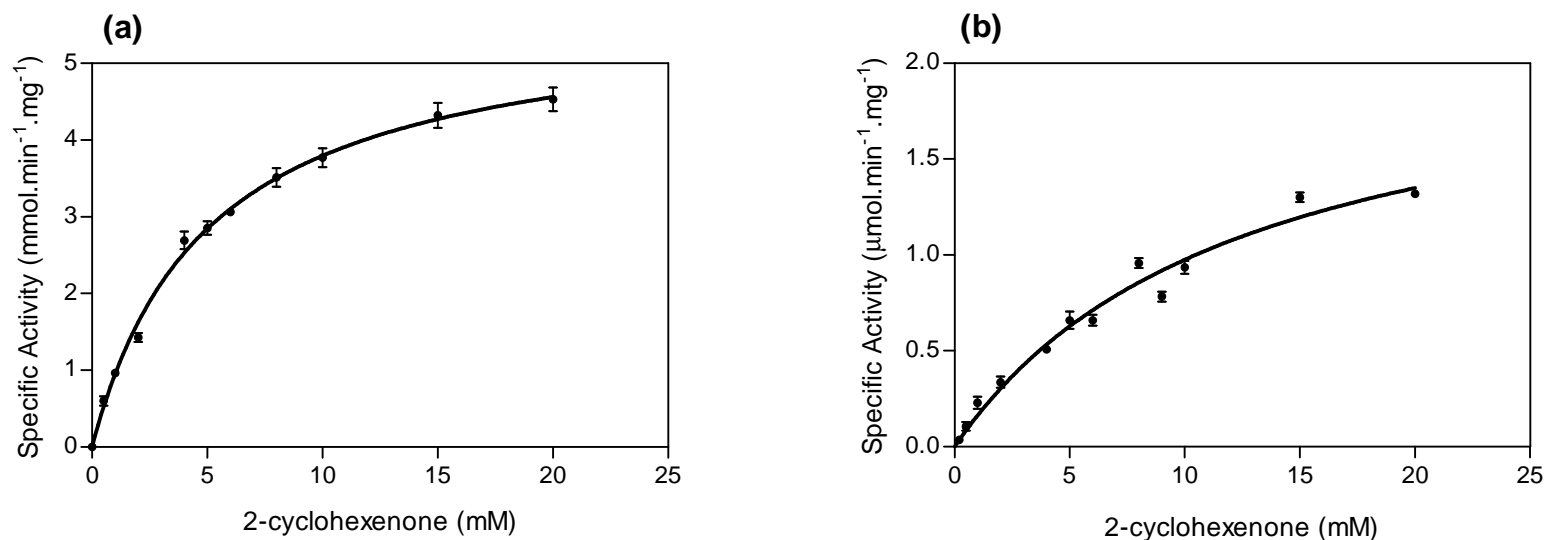 (a)
Specific Activity (mmol.min⁻¹.mg⁻¹)
5
4
3
2
1
0
0 5 10 15 20 25
2-cyclohexenone (mM)
(b)
Specific Activity (μmol.min⁻¹.mg⁻¹)
2.0
1.5
1.0
0.5
0.0
0 5 10 15 20 25
2-cyclohexenone (mM)